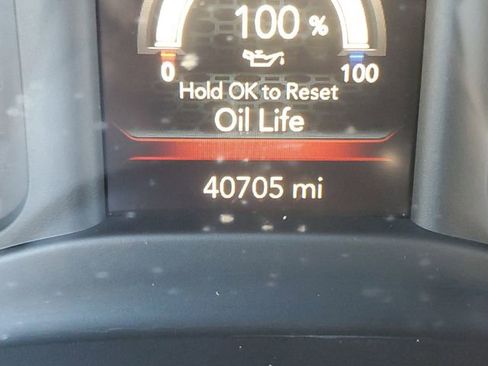 100 %
0 100
Hold OK to Reset
Oil Life
40705 mi